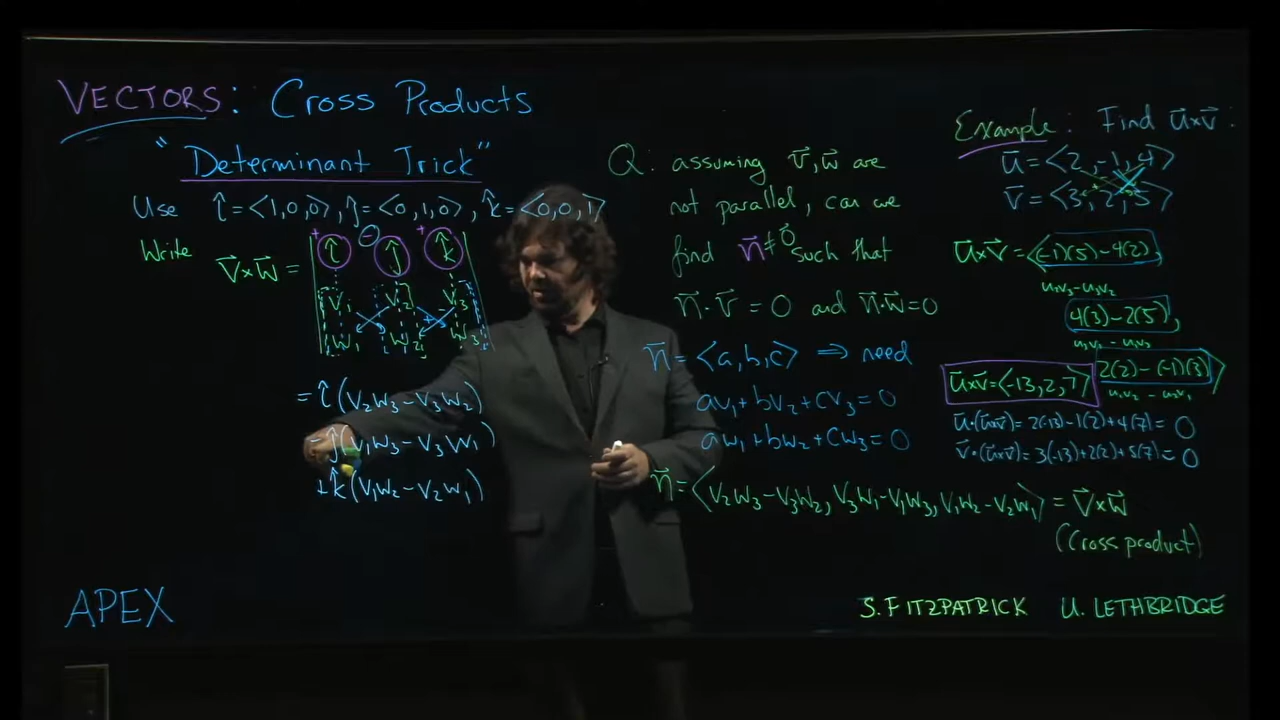 VECTORS: Cross Products
"Determinant Trick"
Use î=<1,0,0>, ĵ=<0,1,0>, k̂=<0,0,1>
Write
+ − +
v⃗×w⃗ = | î ĵ k̂ |
v₁ v₂ v₃
w₁ w₂ w₃
= î(v₂w₃−v₃w₂)
−ĵ(v₁w₃−v₃w₁)
+k̂(v₁w₂−v₂w₁)
APEX
Q: assuming v⃗,w⃗ are
not parallel, can we
find n⃗≠0⃗ such that
n⃗·v⃗=0 and n⃗·w⃗=0
n⃗=<a,b,c> ⇒ need
av₁+bv₂+cv₃=0
aw₁+bw₂+cw₃=0
n⃗=<v₂w₃−v₃w₂, v₃w₁−v₁w₃, v₁w₂−v₂w₁> = v⃗×w⃗
(Cross product)
Example: Find u⃗×v⃗:
u⃗=<2,-1,4>
v⃗=<3,2,5>
u⃗×v⃗=<(-1)(5)−4(2),
u₂v₃−u₃v₂
4(3)−2(5),
u₃v₁−u₁v₃
2(2)−(-1)(3)>
u₁v₂−u₂v₁
u⃗×v⃗=<-13,2,7>
u⃗·(u⃗×v⃗)=2(-13)−1(2)+4(7)=0
v⃗·(u⃗×v⃗)=3(-13)+2(2)+5(7)=0
S.FITZPATRICK U. LETHBRIDGE